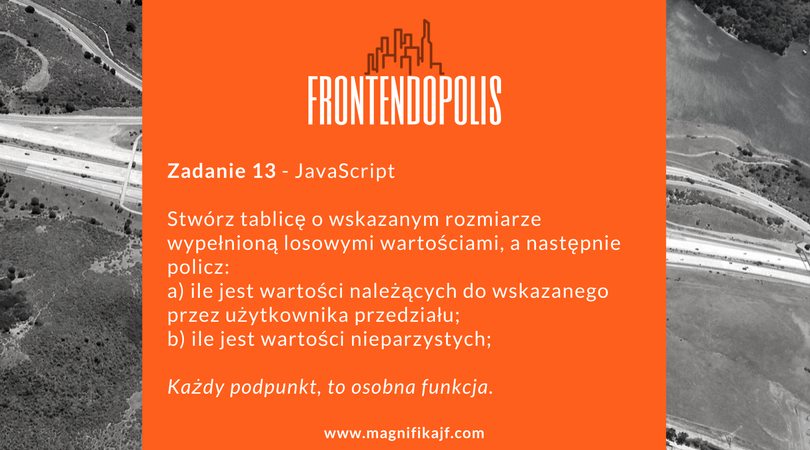 FRONTENDOPOLIS
Zadanie 13 - JavaScript
Stwórz tablicę o wskazanym rozmiarze
wypełnioną losowymi wartościami, a następnie
policz:
a) ile jest wartości należących do wskazanego
przez użytkownika przedziału;
b) ile jest wartości nieparzystych;
Każdy podpunkt, to osobna funkcja.
www.magnifikajf.com